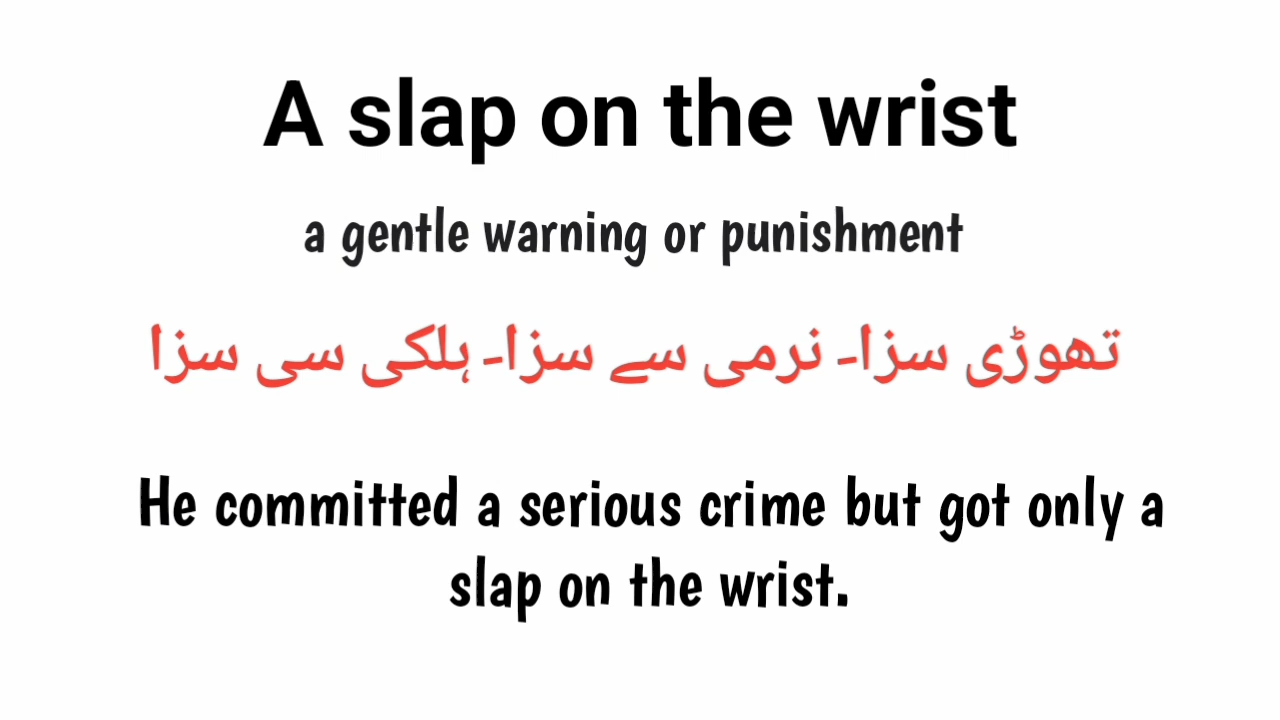 A slap on the wrist
a gentle warning or punishment
تھوڑی سزا۔ نرمی سے سزا۔ ہلکی سی سزا
He committed a serious crime but got only a
slap on the wrist.